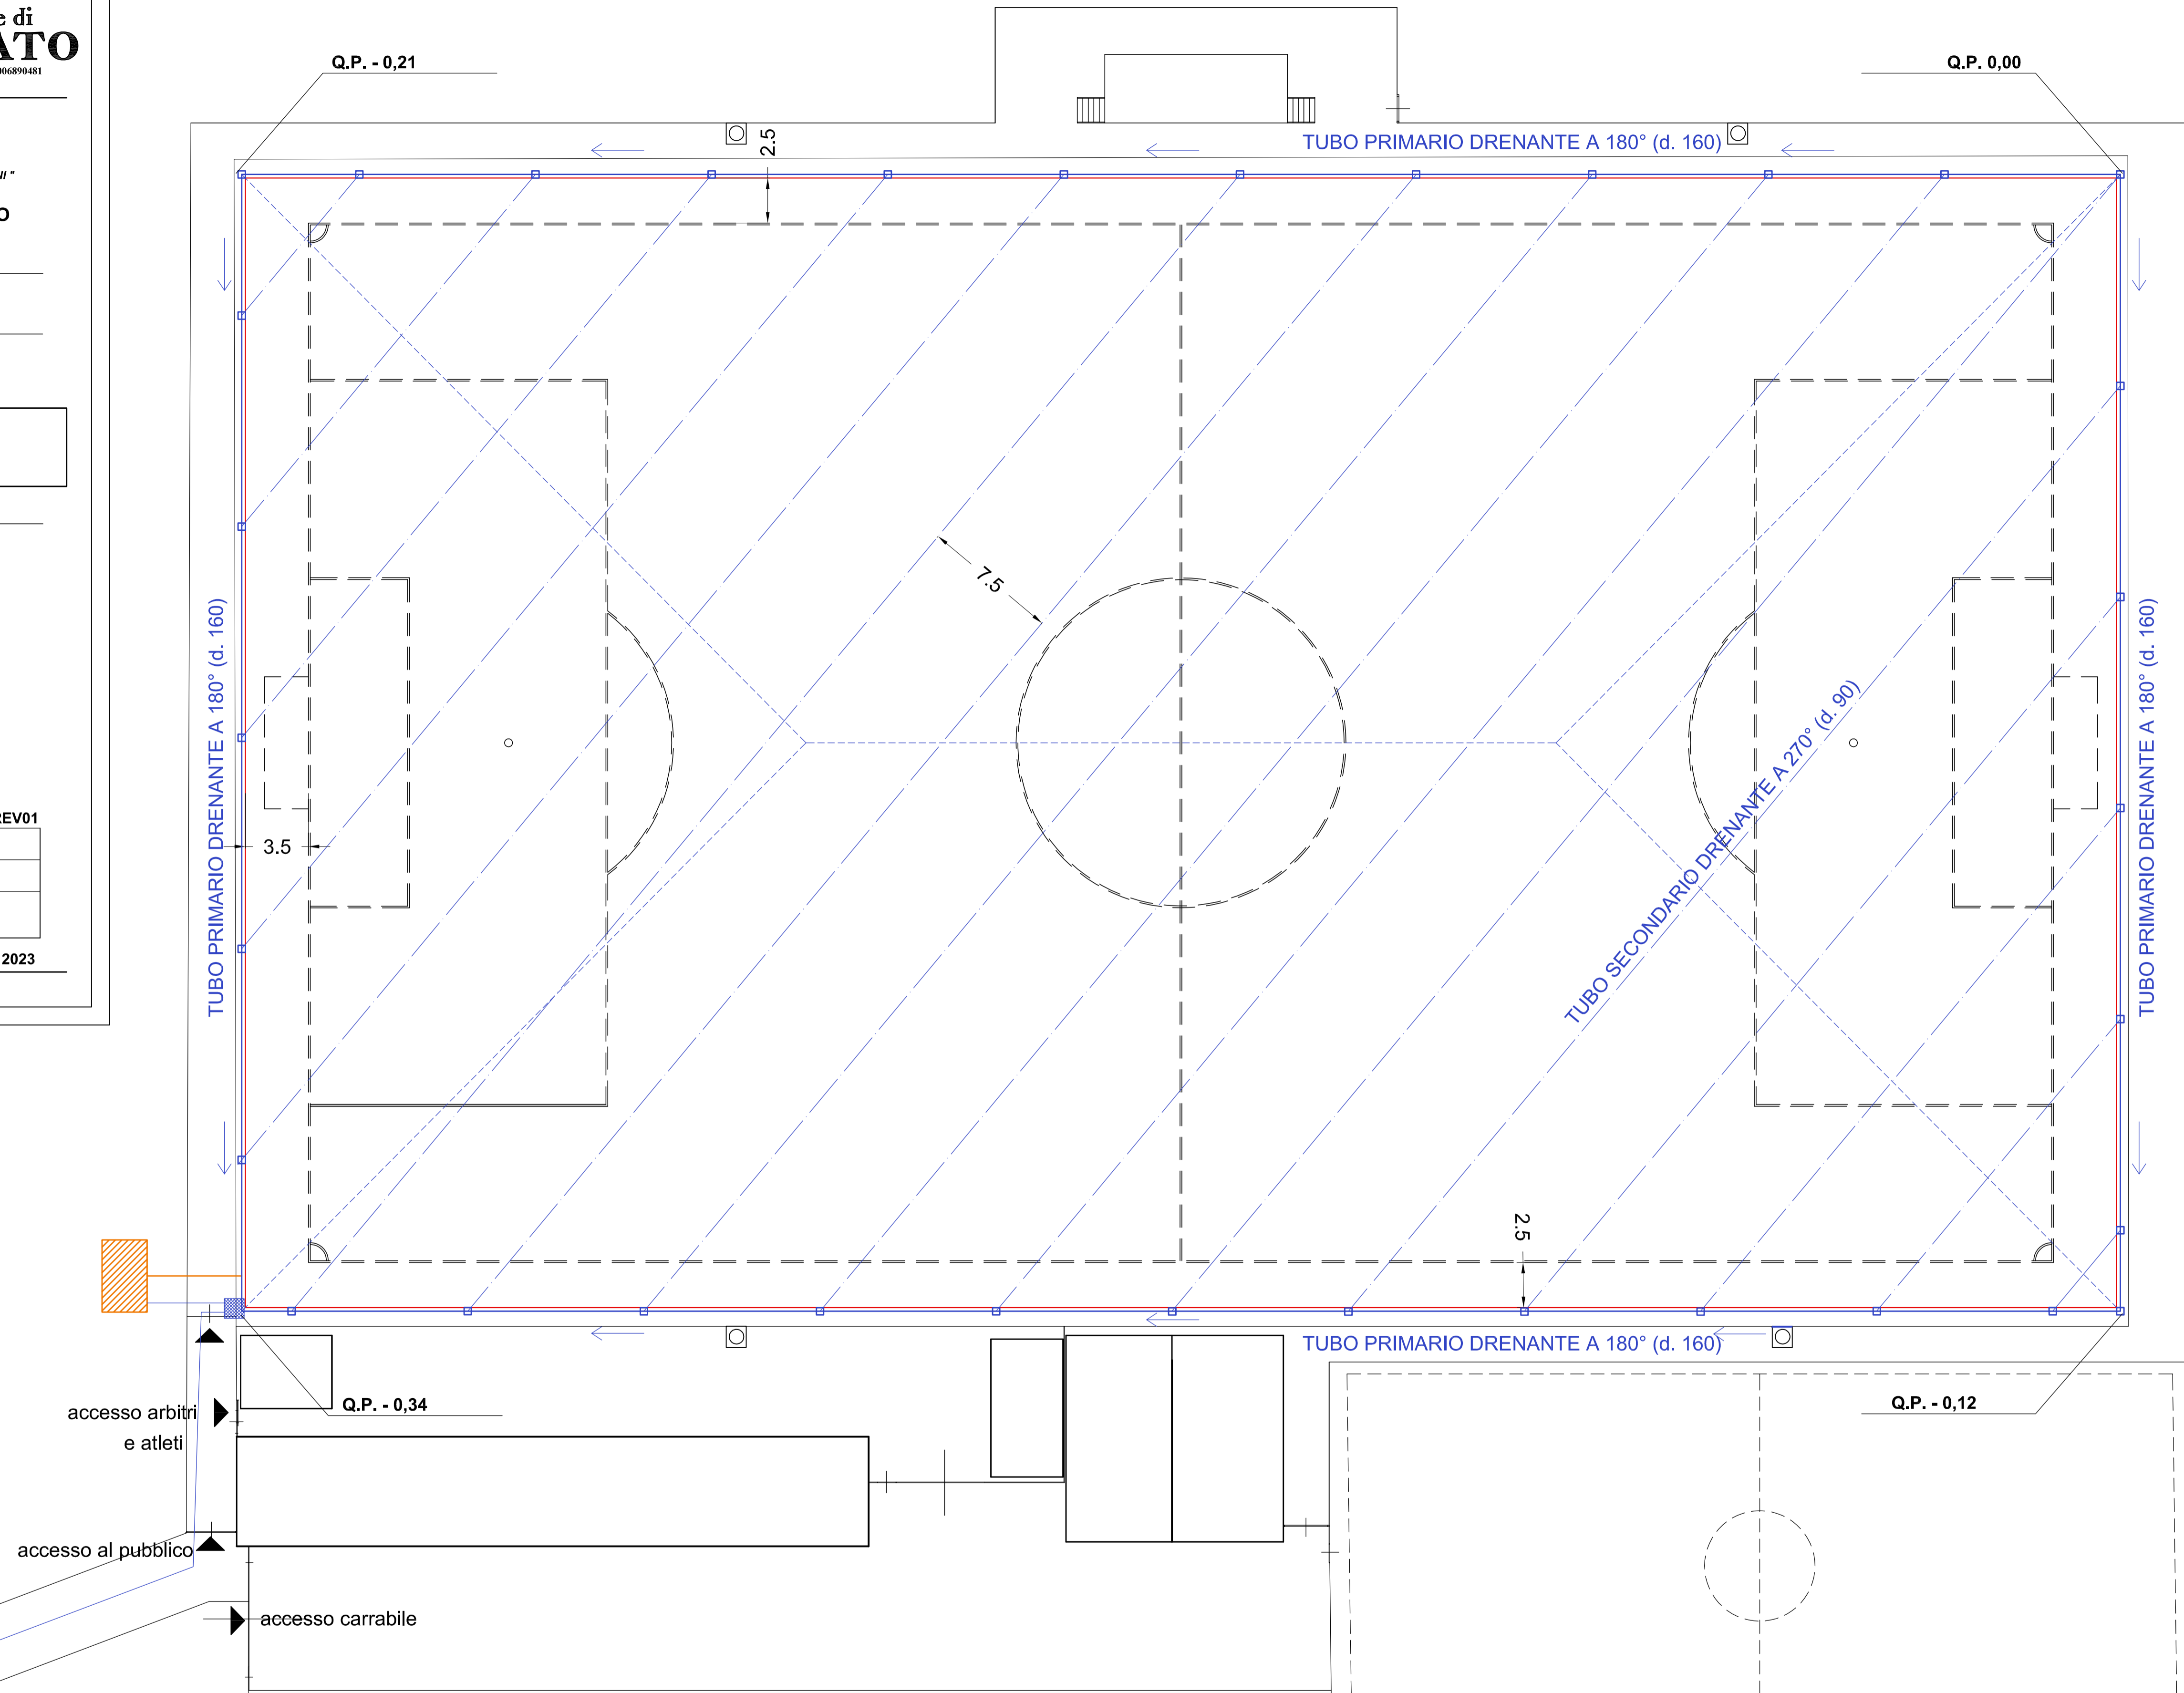 e di
ATO
006890481
NI "
O
REV01
2023
Q.P. - 0,21
Q.P. 0,00
2.5
TUBO PRIMARIO DRENANTE A 180° (d. 160)
7.5
TUBO PRIMARIO DRENANTE A 180° (d. 160)
3.5
TUBO SECONDARIO DRENANTE A 270° (d. 90)
TUBO PRIMARIO DRENANTE A 180° (d. 160)
2.5
TUBO PRIMARIO DRENANTE A 180° (d. 160)
Q.P. - 0,34
Q.P. - 0,12
accesso arbitri
e atleti
accesso al pubblico
accesso carrabile